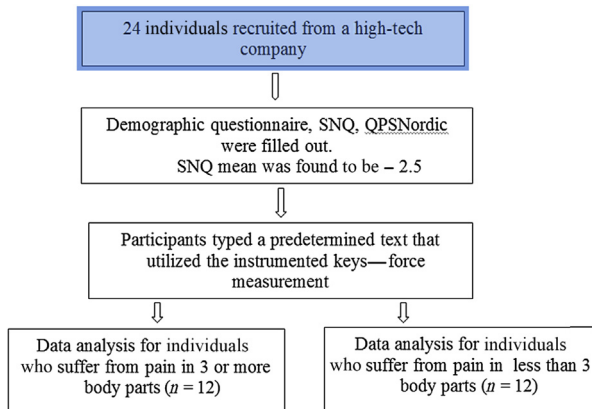 24 individuals recruited from a high-tech
company
Demographic questionnaire, SNQ, QPSNordic
were filled out.
SNQ mean was found to be – 2.5
Participants typed a predetermined text that
utilized the instrumented keys—force
measurement
Data analysis for individuals
who suffer from pain in 3 or more
body parts (n = 12)
Data analysis for individuals
who suffer from pain in less than 3
body parts (n = 12)